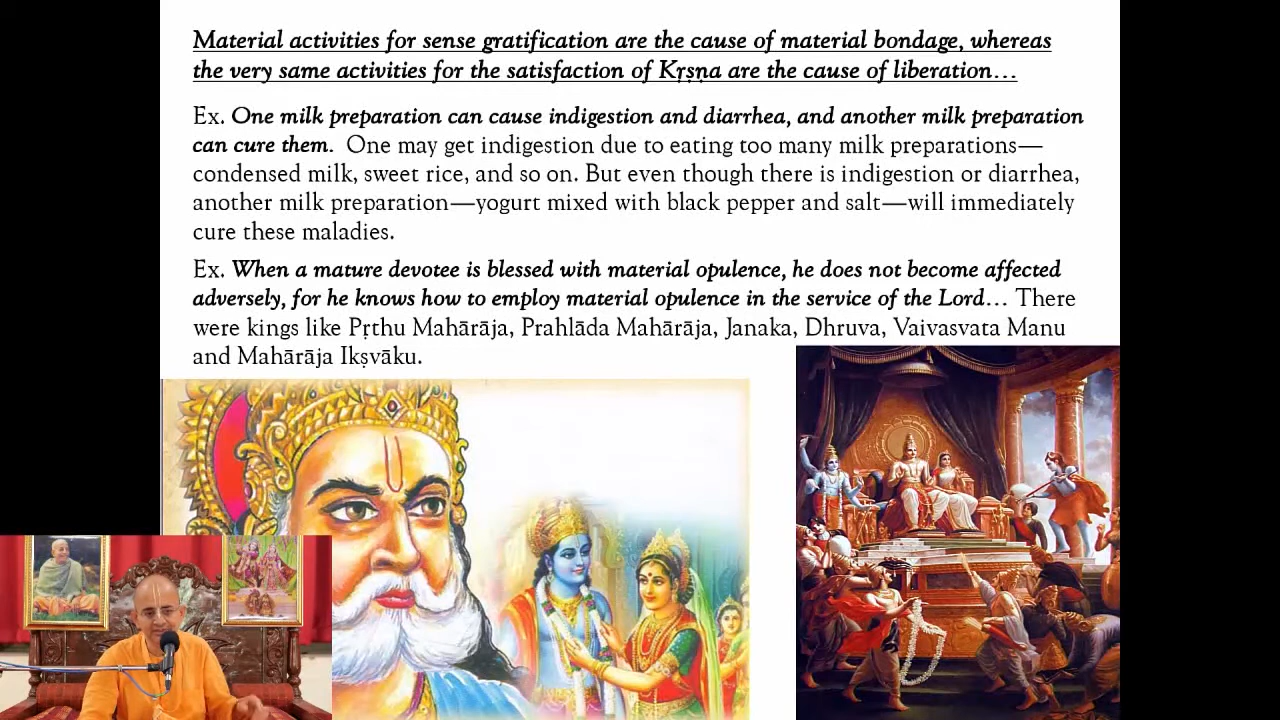 Material activities for sense gratification are the cause of material bondage, whereas
the very same activities for the satisfaction of Kṛṣṇa are the cause of liberation…
Ex. One milk preparation can cause indigestion and diarrhea, and another milk preparation
can cure them. One may get indigestion due to eating too many milk preparations—
condensed milk, sweet rice, and so on. But even though there is indigestion or diarrhea,
another milk preparation—yogurt mixed with black pepper and salt—will immediately
cure these maladies.
Ex. When a mature devotee is blessed with material opulence, he does not become affected
adversely, for he knows how to employ material opulence in the service of the Lord… There
were kings like Pṛthu Mahārāja, Prahlāda Mahārāja, Janaka, Dhruva, Vaivasvata Manu
and Mahārāja Ikṣvāku.